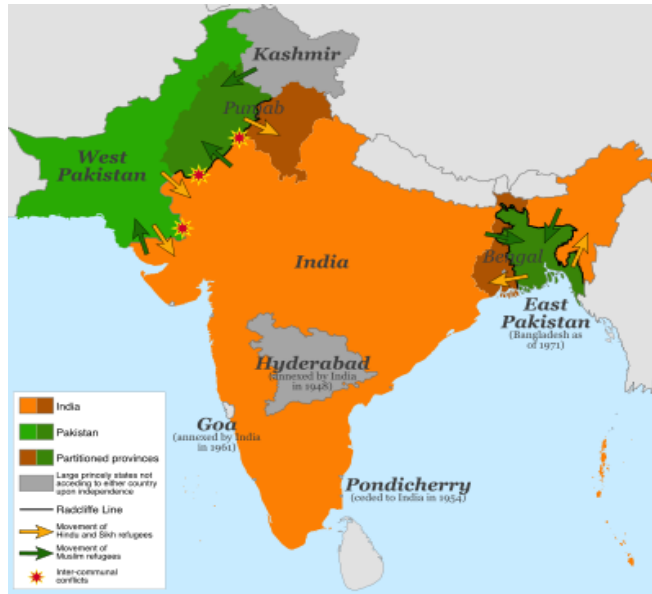 Kashmir
Punjab
West
Pakistan
India
Bengal
East
Pakistan
(Bangladesh as
of 1971)
Hyderabad
(annexed by India
in 1948)
Goa
(annexed by India
in 1961)
Pondicherry
(ceded to India in 1954)
India
Pakistan
Partitioned provinces
Large princely states not
acceding to either country
upon independence
Radcliffe Line
Movement of
Hindu and Sikh refugees
Movement of
Muslim refugees
Inter-communal
conflicts